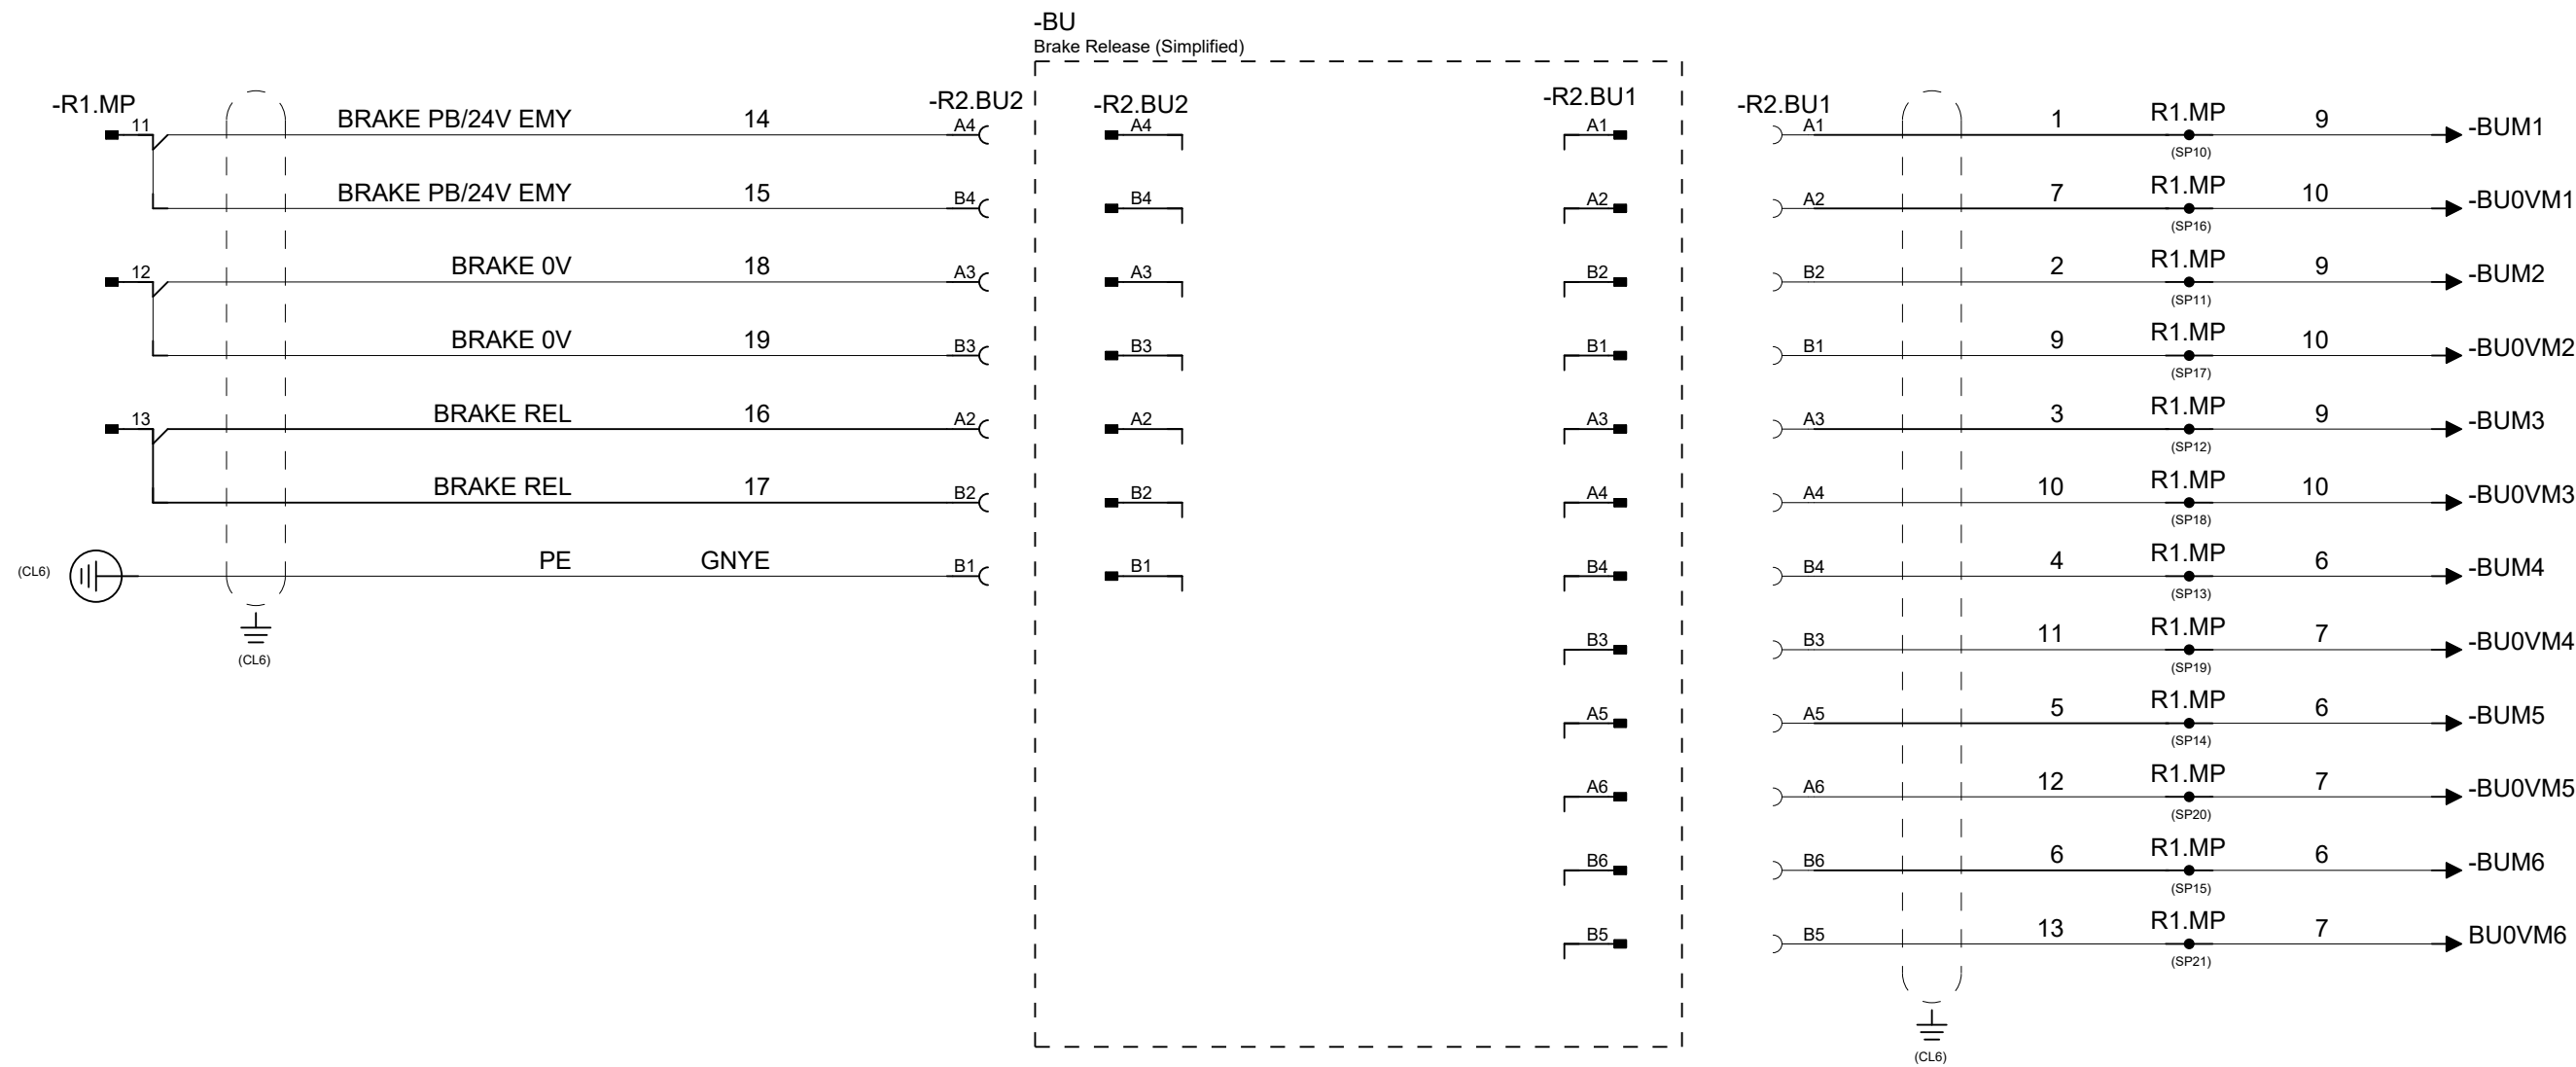 -BU
Brake Release (Simplified)
-R1.MP
-R2.BU2
-R2.BU2
-R2.BU1
-R2.BU1
11 BRAKE PB/24V EMY 14 A4 A4 A1 A1 1 R1.MP (SP10) 9 -BUM1
BRAKE PB/24V EMY 15 B4 B4 A2 A2 7 R1.MP (SP16) 10 -BU0VM1
12 BRAKE 0V 18 A3 A3 B2 B2 2 R1.MP (SP11) 9 -BUM2
BRAKE 0V 19 B3 B3 B1 B1 9 R1.MP (SP17) 10 -BU0VM2
13 BRAKE REL 16 A2 A2 A3 A3 3 R1.MP (SP12) 9 -BUM3
BRAKE REL 17 B2 B2 A4 A4 10 R1.MP (SP18) 10 -BU0VM3
(CL6) PE GNYE B1 B1 B4 B4 4 R1.MP (SP13) 6 -BUM4
(CL6) B3 B3 11 R1.MP (SP19) 7 -BU0VM4
A5 A5 5 R1.MP (SP14) 6 -BUM5
A6 A6 12 R1.MP (SP20) 7 -BU0VM5
B6 B6 6 R1.MP (SP15) 6 -BUM6
B5 B5 13 R1.MP (SP21) 7 BU0VM6
(CL6)